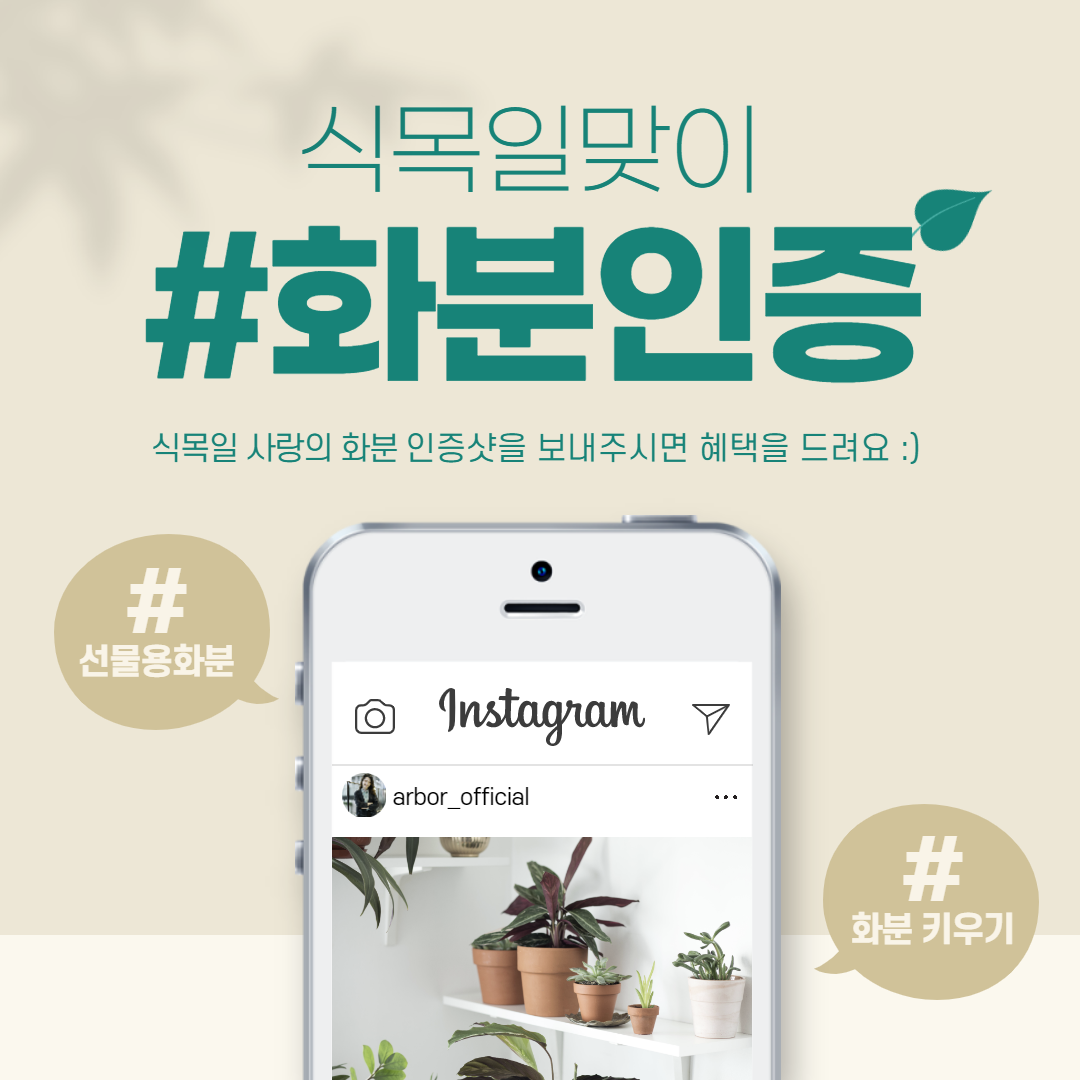 식목일맞이
#화분인증
식목일 사랑의 화분 인증샷을 보내주시면 혜택을 드려요 :)
#
선물용화분
Instagram
arbor_official
#
화분 키우기